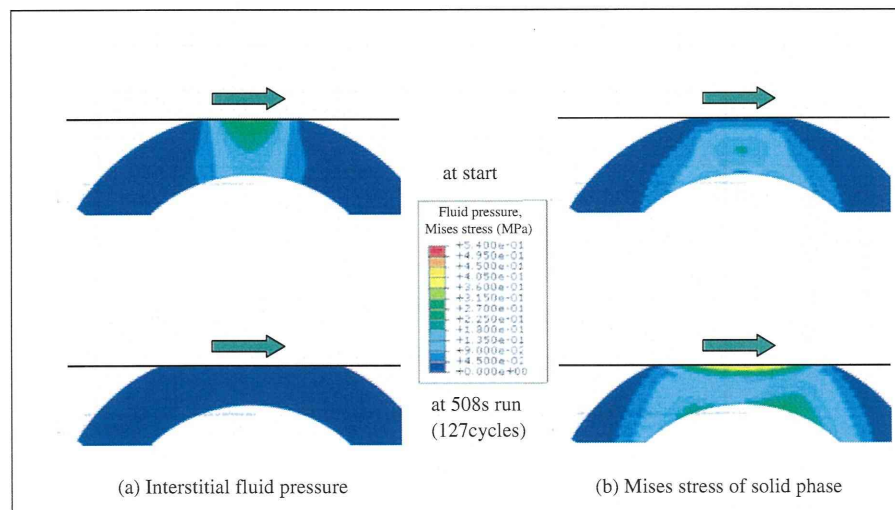 at start
Fluid pressure,
Mises stress (MPa)
+5.400e-01
+4.950e-01
+4.500e-01
+4.050e-01
+3.600e-01
+3.150e-01
+2.700e-01
+2.250e-01
+1.800e-01
+1.350e-01
+9.000e-02
+4.500e-02
+0.000e+00
at 508s run
(127cycles)
(a) Interstitial fluid pressure
(b) Mises stress of solid phase